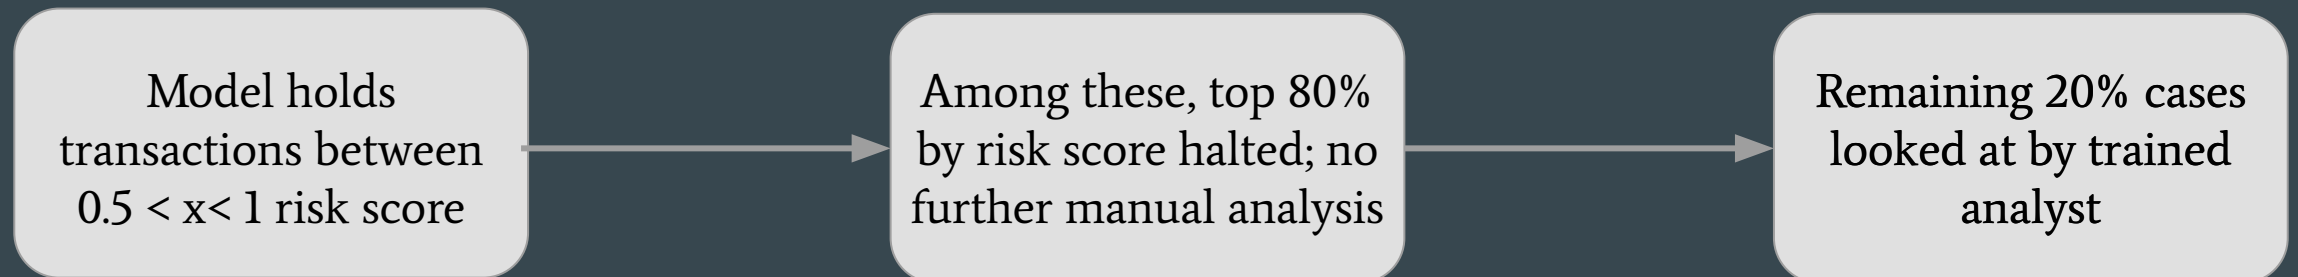 Model holds
transactions between
0.5 < x< 1 risk score
Among these, top 80%
by risk score halted; no
further manual analysis
Remaining 20% cases
looked at by trained
analyst